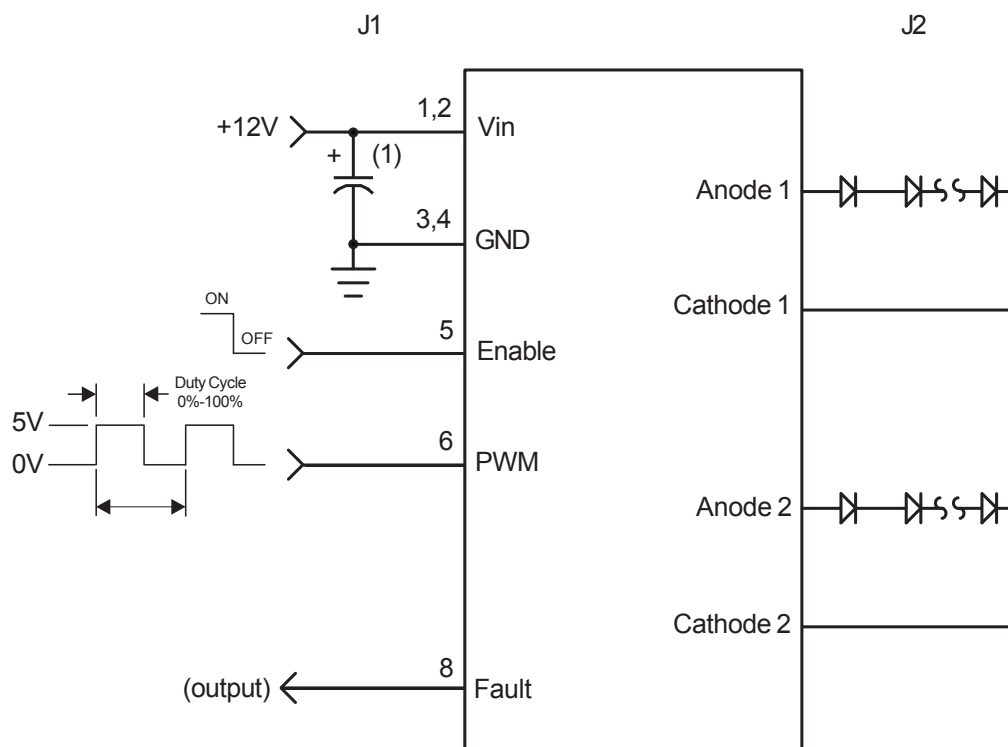 J1
J2
+12V
1,2
Vin
+
(1)
Anode 1
3,4
GND
Cathode 1
ON
OFF
5
Enable
Duty Cycle
0%-100%
5V
0V
6
PWM
Anode 2
Cathode 2
(output)
8
Fault